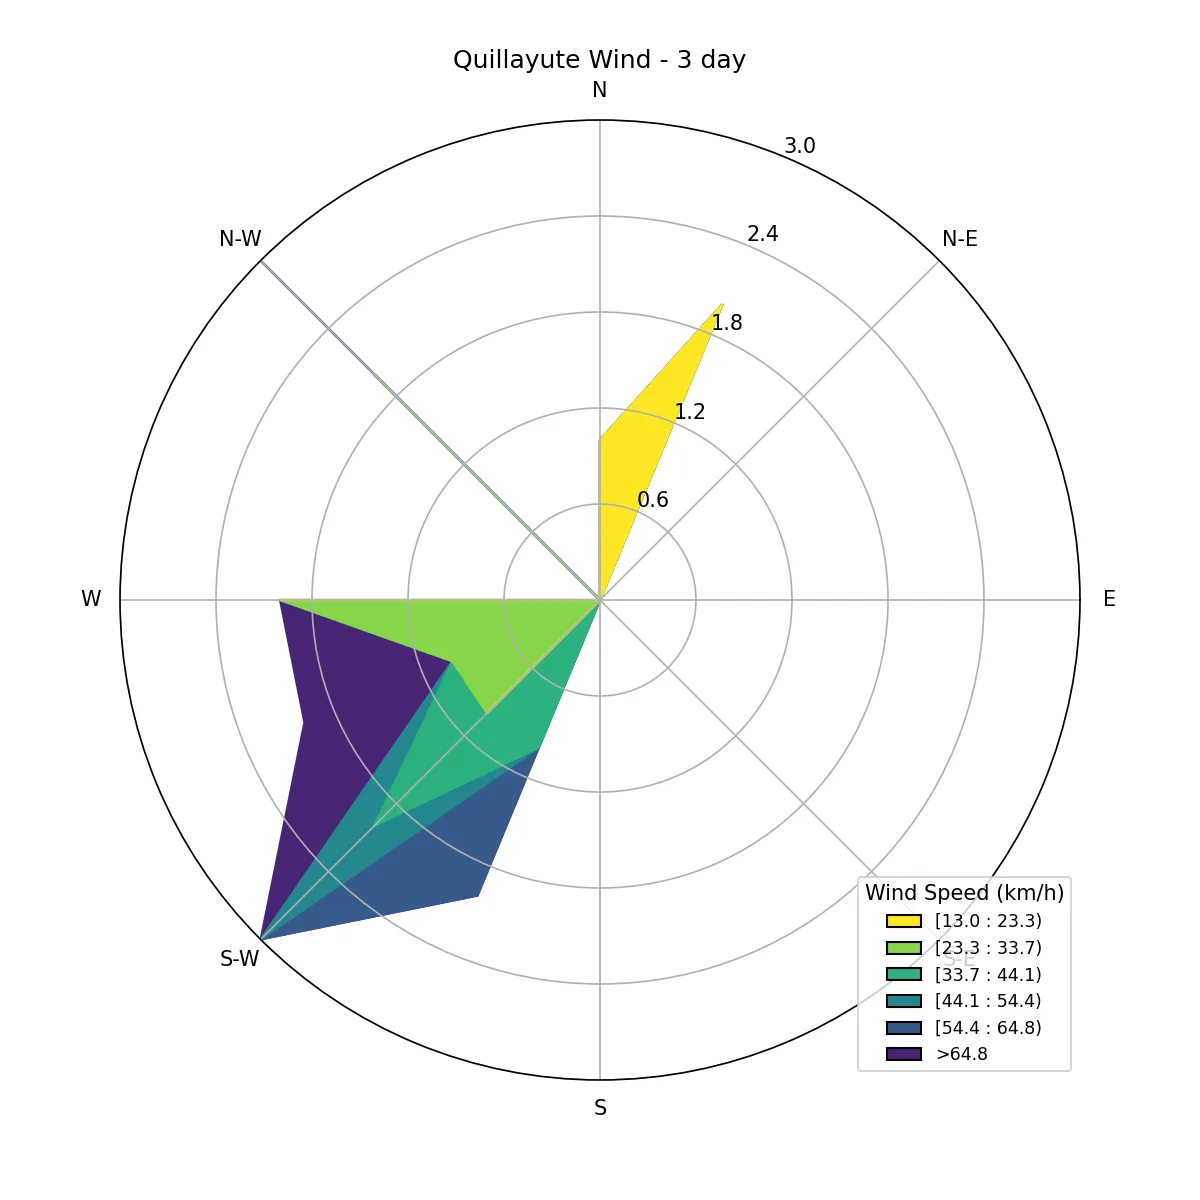 Quillayute Wind - 3 day
N
3.0
N-W
2.4
N-E
1.8
1.2
0.6
W
E
Wind Speed (km/h)
[13.0 : 23.3)
[23.3 : 33.7)
S-W
S-E
[33.7 : 44.1)
[44.1 : 54.4)
[54.4 : 64.8)
>64.8
S